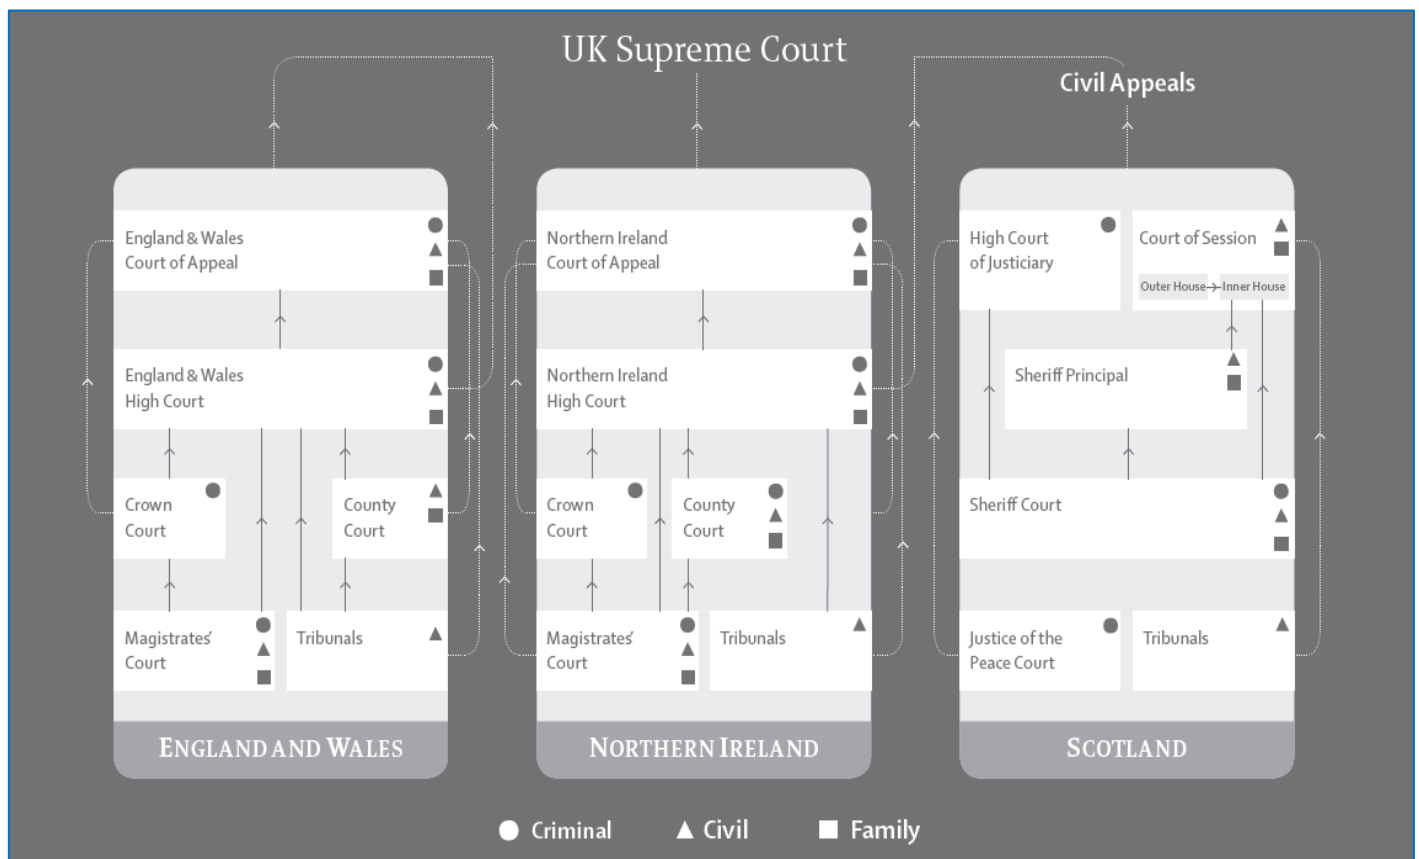 UK Supreme Court
Civil Appeals
England & Wales
Court of Appeal
England & Wales
High Court
Crown
Court
County
Court
Magistrates'
Court
Tribunals
ENGLAND AND WALES
Northern Ireland
Court of Appeal
Northern Ireland
High Court
Crown
Court
County
Court
Magistrates'
Court
Tribunals
NORTHERN IRELAND
High Court
of Justiciary
Court of Session
Outer House
Inner House
Sheriff Principal
Sheriff Court
Justice of the
Peace Court
Tribunals
SCOTLAND
Criminal
Civil
Family